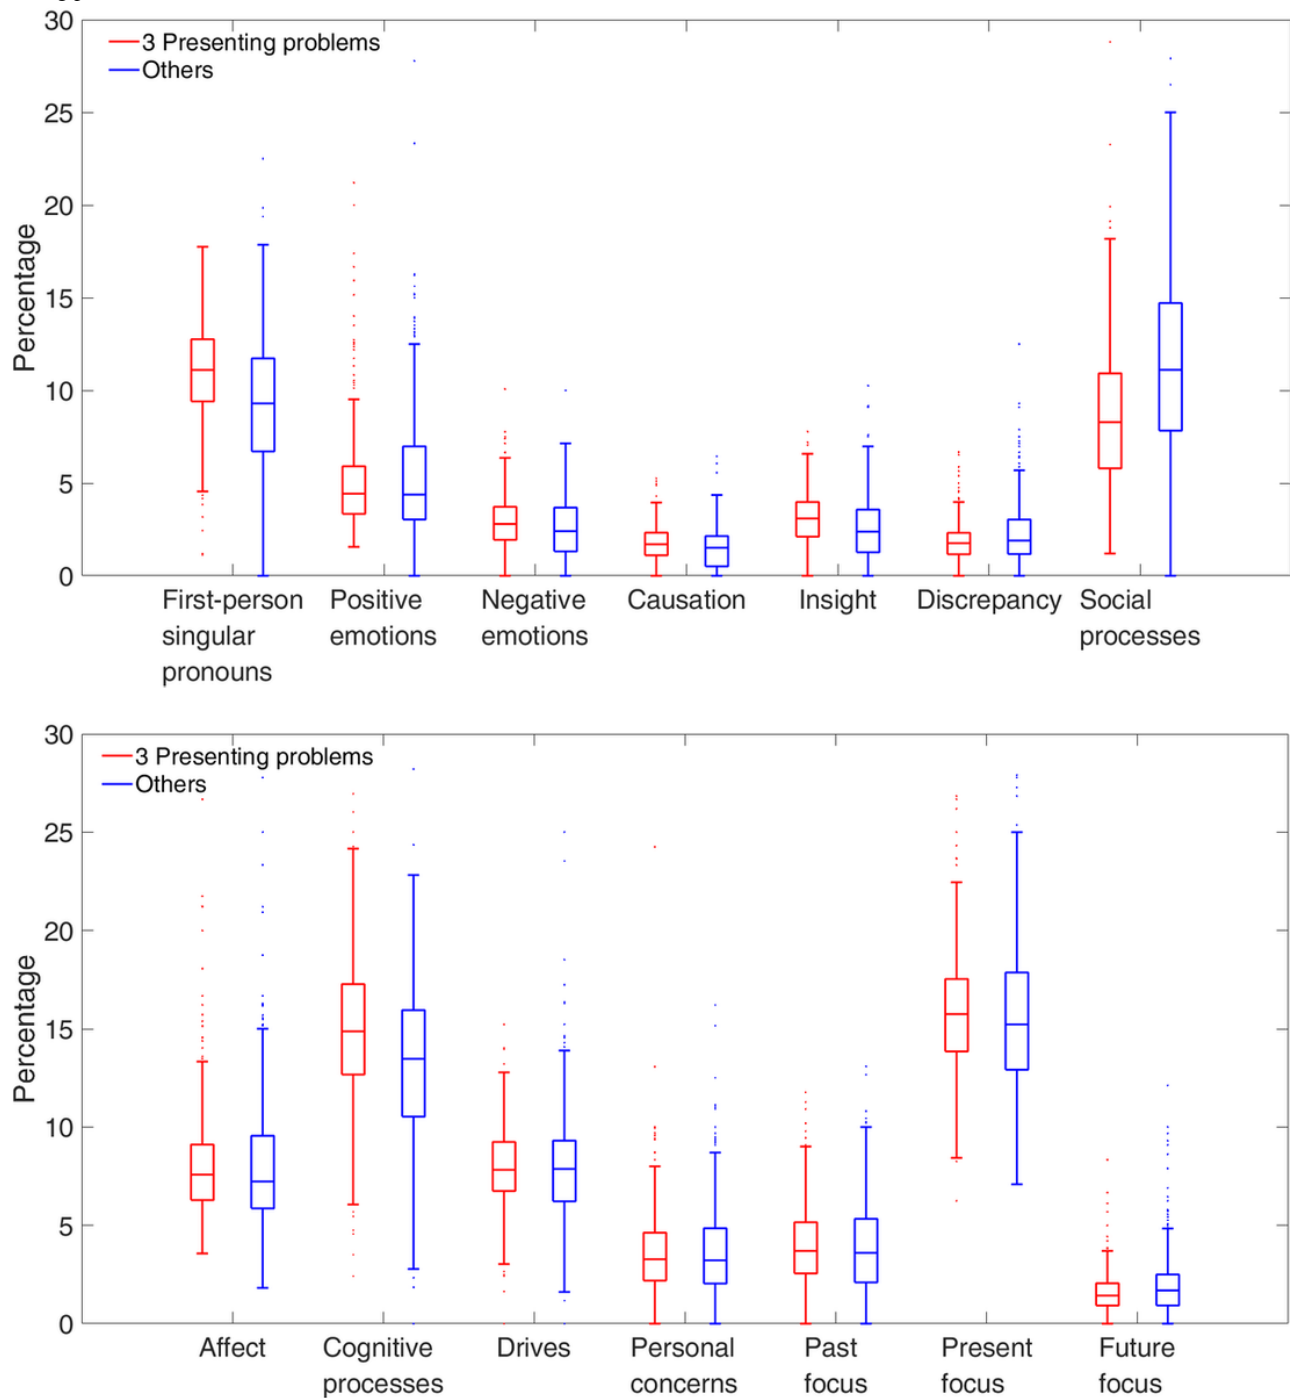 30
3 Presenting problems
Others
25
20
15
10
5
0
Percentage
First-person singular pronouns
Positive emotions
Negative emotions
Causation
Insight
Discrepancy
Social processes
30
3 Presenting problems
Others
25
20
15
10
5
0
Percentage
Affect
Cognitive processes
Drives
Personal concerns
Past focus
Present focus
Future focus